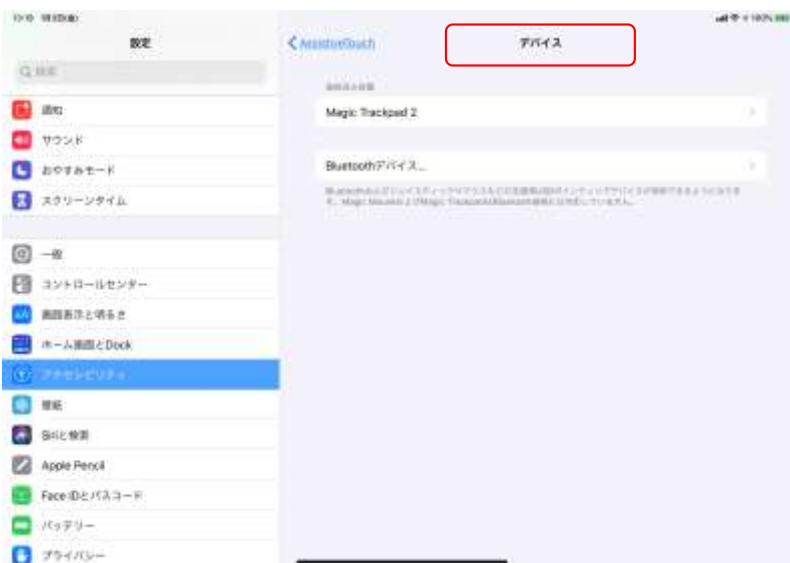 設定
AssistiveTouch
デバイス
検索
通知
Magic Trackpad 2
サウンド
おやすみモード
Bluetoothデバイス...
スクリーンタイム
一般
コントロールセンター
画面表示と明るさ
ホーム画面とDock
アクセシビリティ
壁紙
Siriと検索
Apple Pencil
Face IDとパスコード
バッテリー
プライバシー